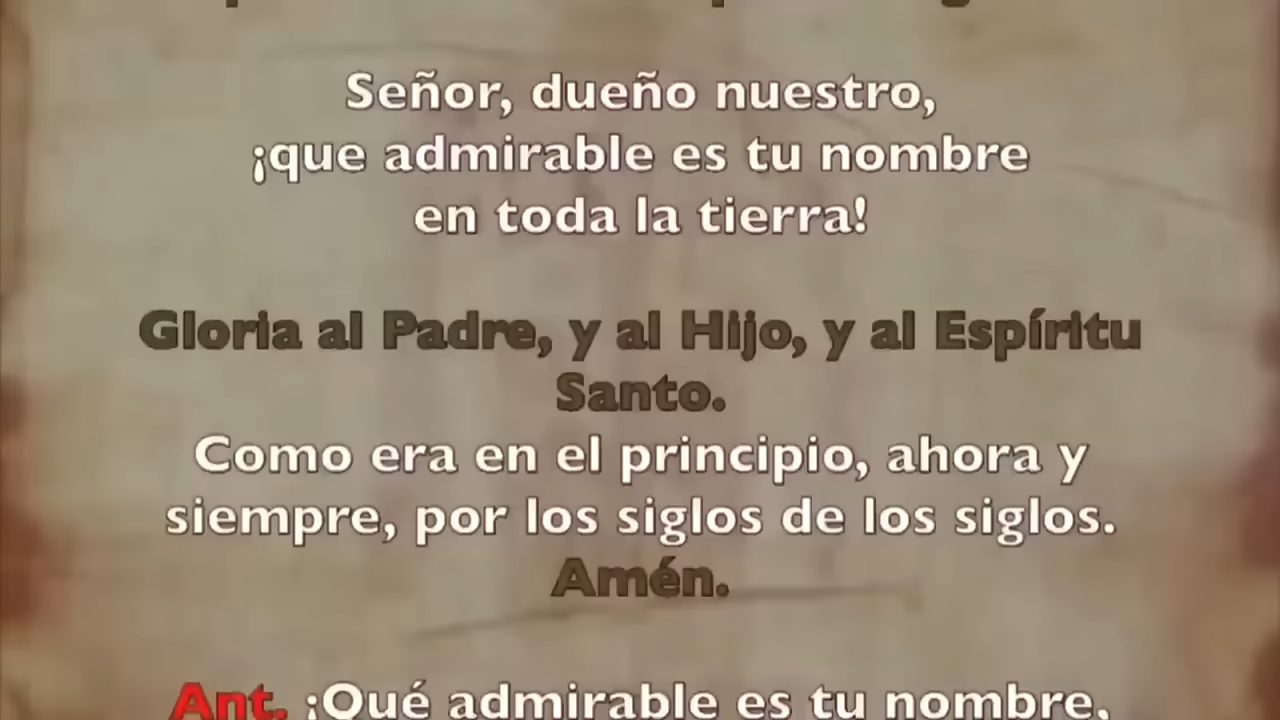 Señor, dueño nuestro,
¡que admirable es tu nombre
en toda la tierra!
Gloria al Padre, y al Hijo, y al Espíritu
Santo.
Como era en el principio, ahora y
siempre, por los siglos de los siglos.
Amén.
Ant. ¡Qué admirable es tu nombre,